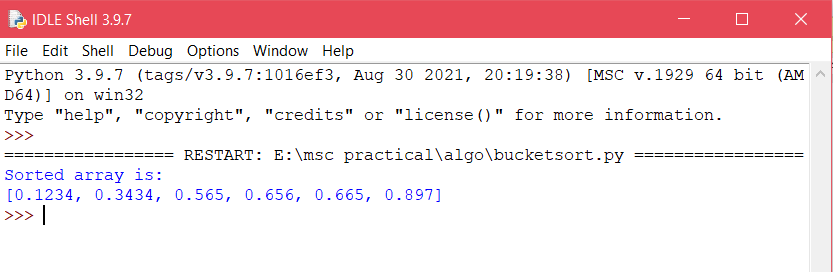 IDLE Shell 3.9.7
File Edit Shell Debug Options Window Help
Python 3.9.7 (tags/v3.9.7:1016ef3, Aug 30 2021, 20:19:38) [MSC v.1929 64 bit (AM
D64)] on win32
Type "help", "copyright", "credits" or "license()" for more information.
>>>
================= RESTART: E:\msc practical\algo\bucketsort.py =================
Sorted array is:
[0.1234, 0.3434, 0.565, 0.656, 0.665, 0.897]
>>>